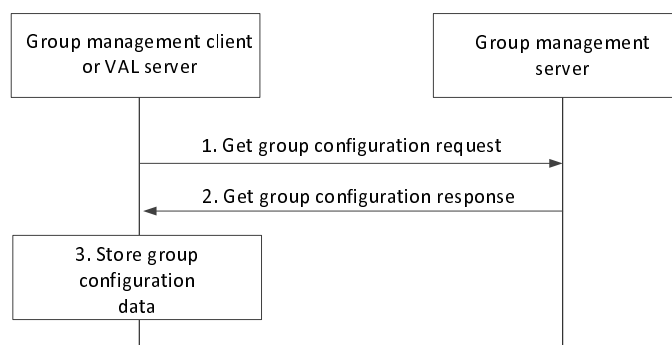 Group management client
or VAL server
Group management
server
1. Get group configuration request
2. Get group configuration response
3. Store group
configuration
data